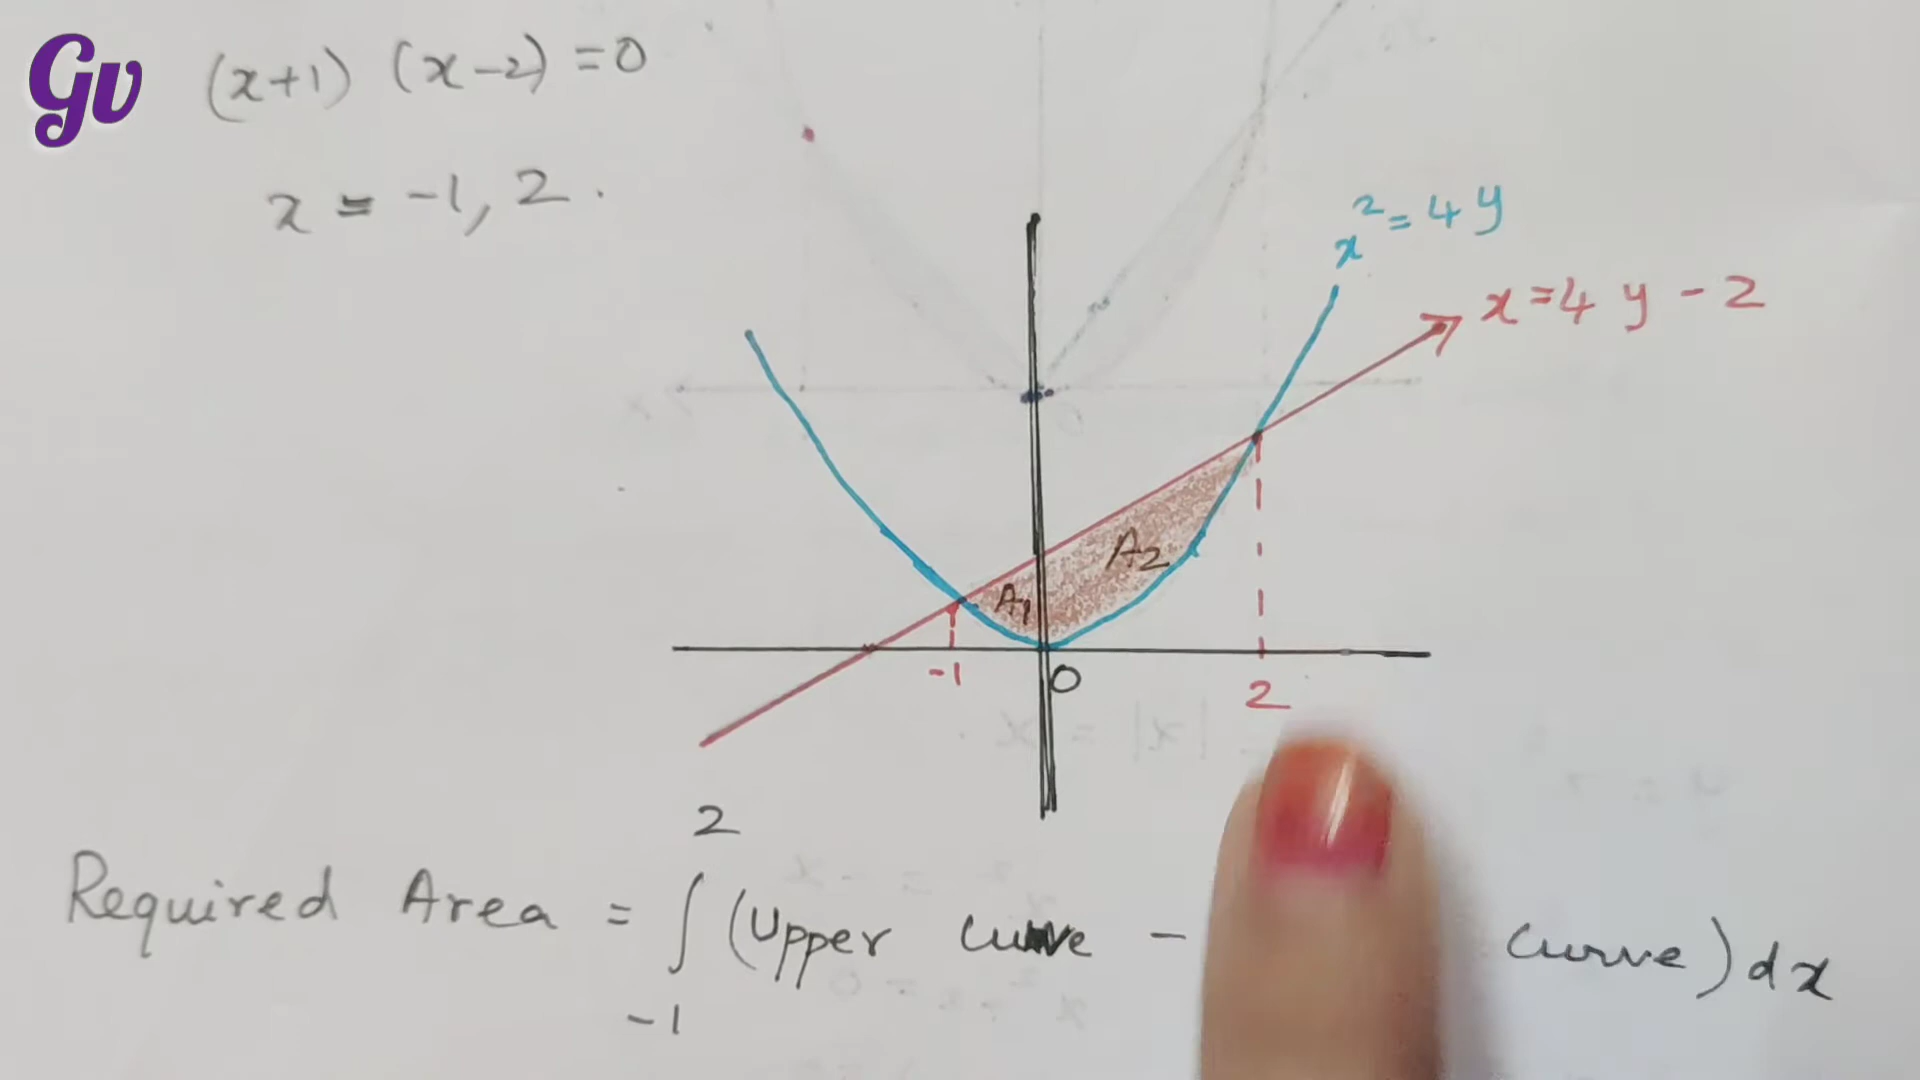 Gv
(x+1) (x-2) = 0
x = -1, 2.
x² = 4y
x = 4y - 2
A1
A2
-1
0
2
2
Required Area = ∫ (Upper curve - curve) dx
-1